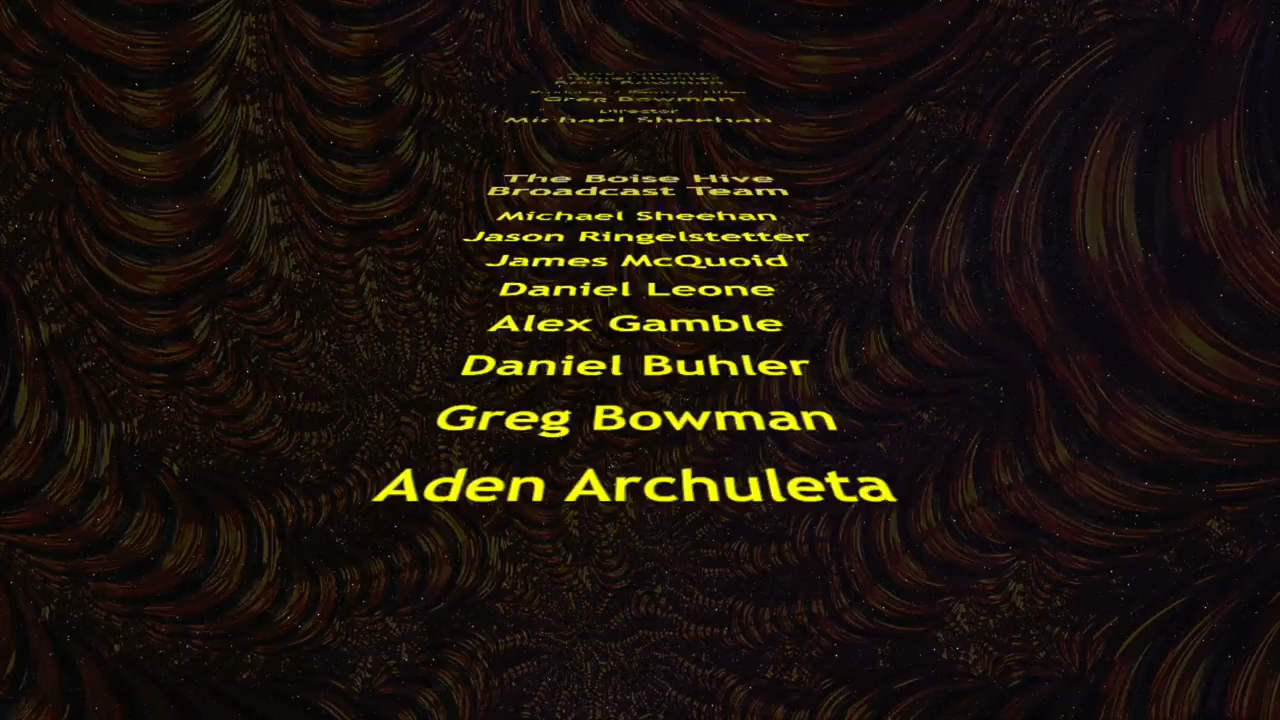 Greg Bowman
Director
Michael Sheehan
The Boise Hive
Broadcast Team
Michael Sheehan
Jason Ringelstetter
James McQuoid
Daniel Leone
Alex Gamble
Daniel Buhler
Greg Bowman
Aden Archuleta